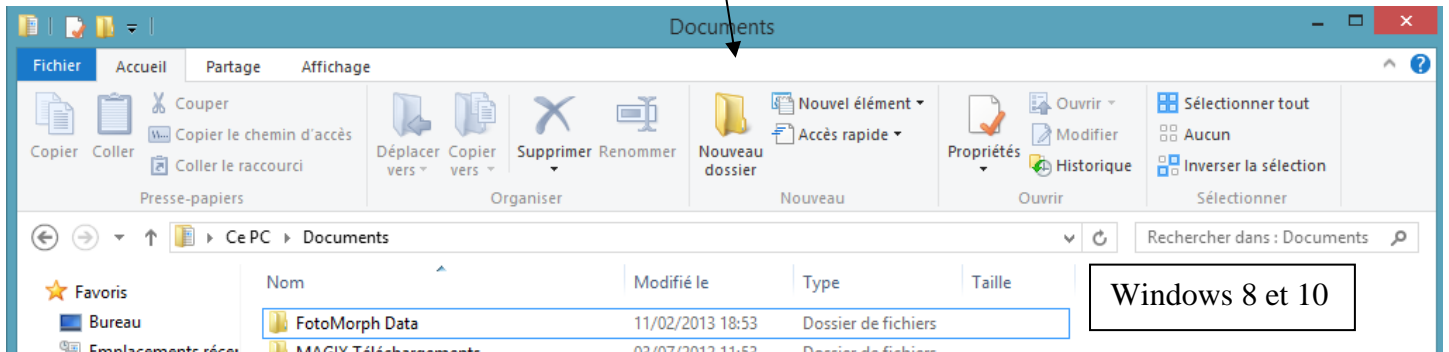 Documents
Fichier Accueil Partage Affichage
Copier
Coller
Couper
Copier le chemin d'accès
Coller le raccourci
Presse-papiers
Déplacer vers
Copier vers
Supprimer
Renommer
Organiser
Nouveau dossier
Nouvel élément
Accès rapide
Nouveau
Propriétés
Ouvrir
Modifier
Historique
Ouvrir
Sélectionner tout
Aucun
Inverser la sélection
Sélectionner
Ce PC Documents
Rechercher dans : Documents
Favoris
Bureau
Nom Modifié le Type Taille
FotoMorph Data 11/02/2013 18:53 Dossier de fichiers
Windows 8 et 10